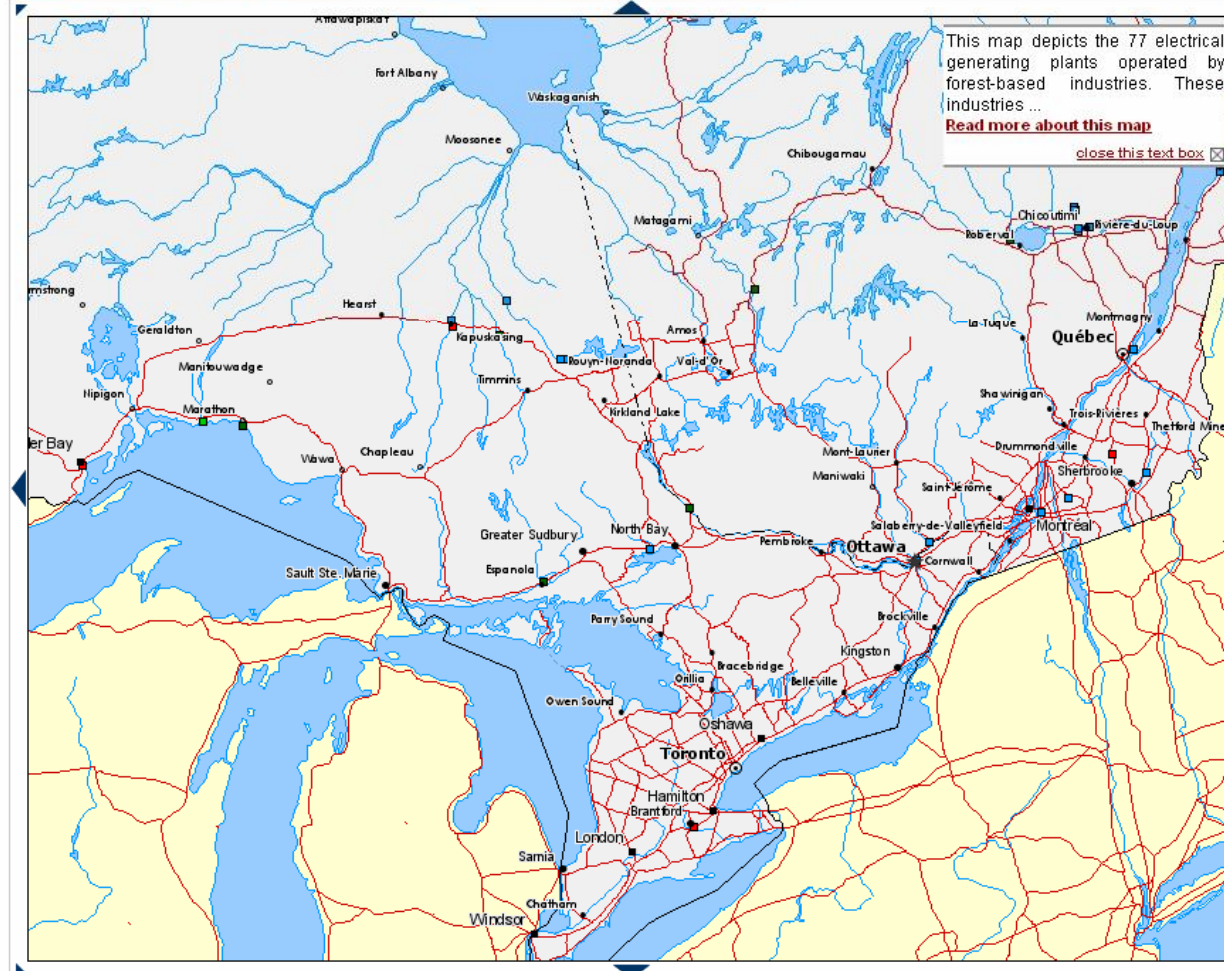 Attawapiskat
This map depicts the 77 electrical
generating plants operated by
forest-based industries. These
industries ...
Read more about this map
close this text box
Fort Albany
Waskaganish
Moosonee
Chibougamau
Matagami
Chicoutimi
Rivière-du-Loup
Roberval
Hearst
Geraldton
Kapuskasing
Amos
La Tuque
Montmagny
Québec
Manitouwadge
Rouyn-Noranda
Val-d'Or
Timmins
Nipigon
Marathon
Kirkland Lake
Shawinigan
Trois-Rivières
Thetford Mine
Wawa
Chapleau
Mont-Laurier
Drummondville
Sherbrooke
Maniwaki
Saint-Jérôme
Greater Sudbury
North Bay
Salaberry-de-Valleyfield
Montréal
Pembroke
Ottawa
Cornwall
Espanola
Sault Ste. Marie
Parry Sound
Brockville
Bracebridge
Kingston
Orillia
Belleville
Owen Sound
Oshawa
Toronto
Hamilton
Brantford
London
Sarnia
Chatham
Windsor